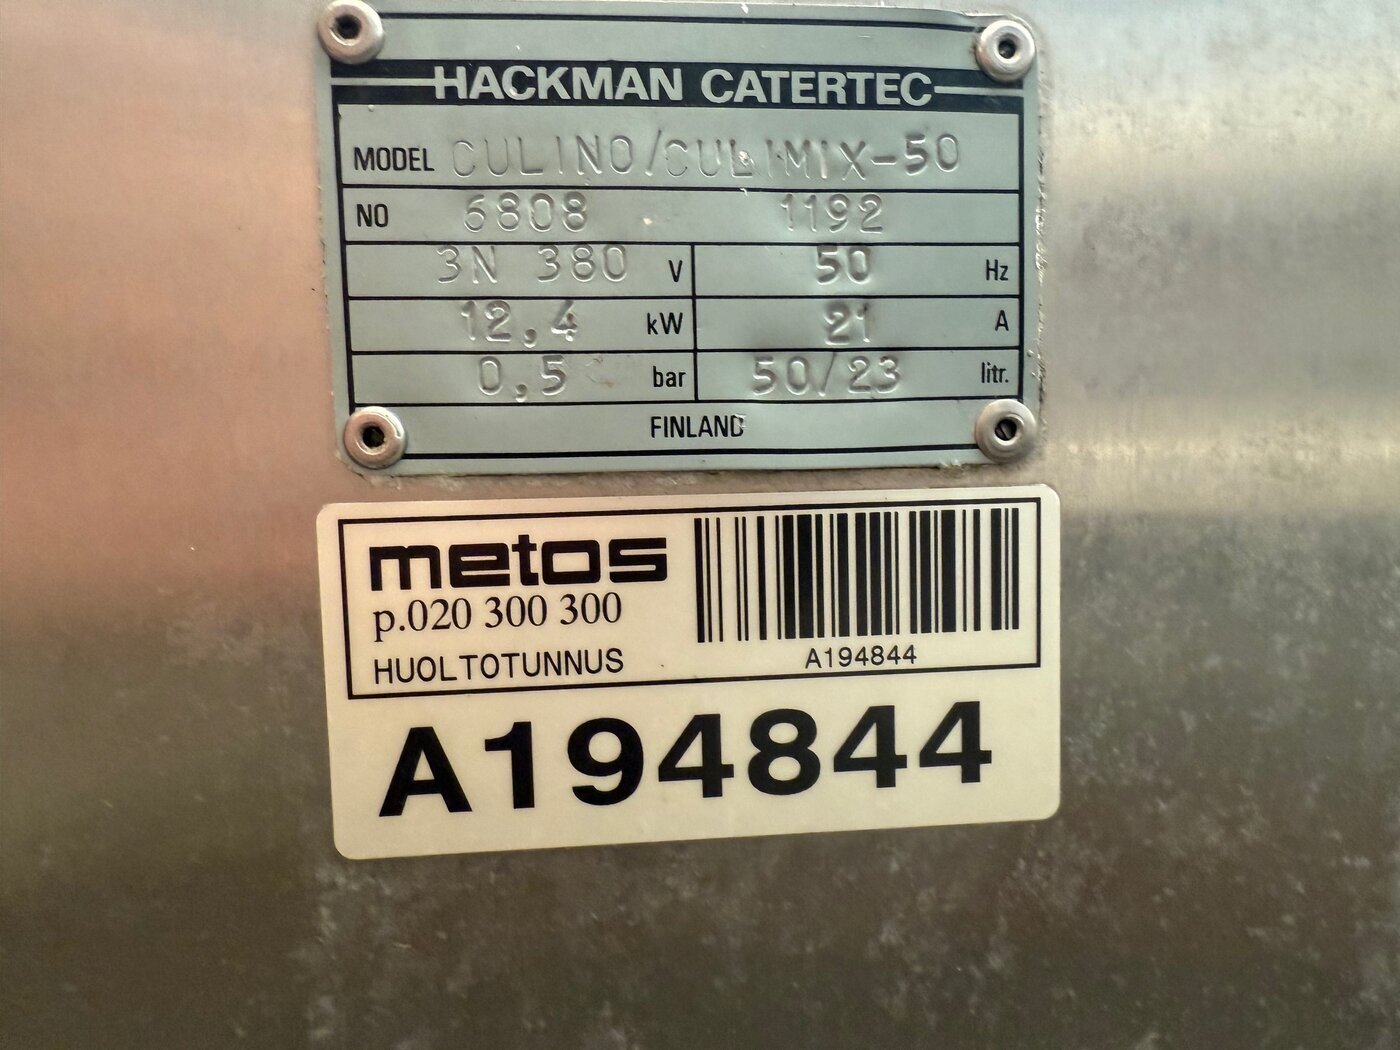 HACKMAN CATERTEC
MODEL CULINO/CULIMIX-50
NO 6808 1192
3N 380 V 50 Hz
12,4 kW 21 A
0,5 bar 50/23 litr.
FINLAND
metos
p.020 300 300
HUOLTOTUNNUS
A194844
A194844